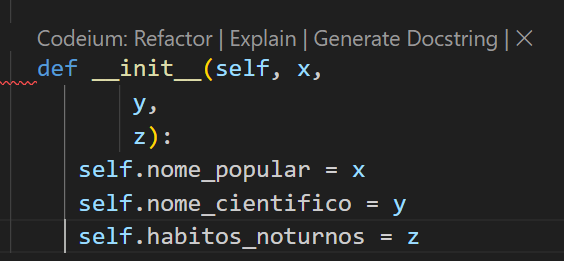 Codeium: Refactor | Explain | Generate Docstring | ×
def __init__(self, x,
y,
z):
self.nome_popular = x
self.nome_cientifico = y
self.habitos_noturnos = z